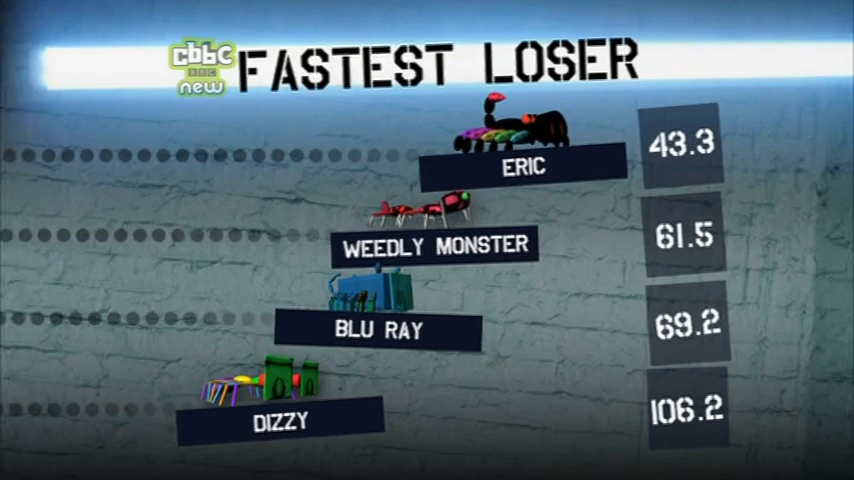 cbbc
BBC
new
FASTEST LOSER
ERIC 43.3
WEEDLY MONSTER 61.5
BLU RAY 69.2
DIZZY 106.2